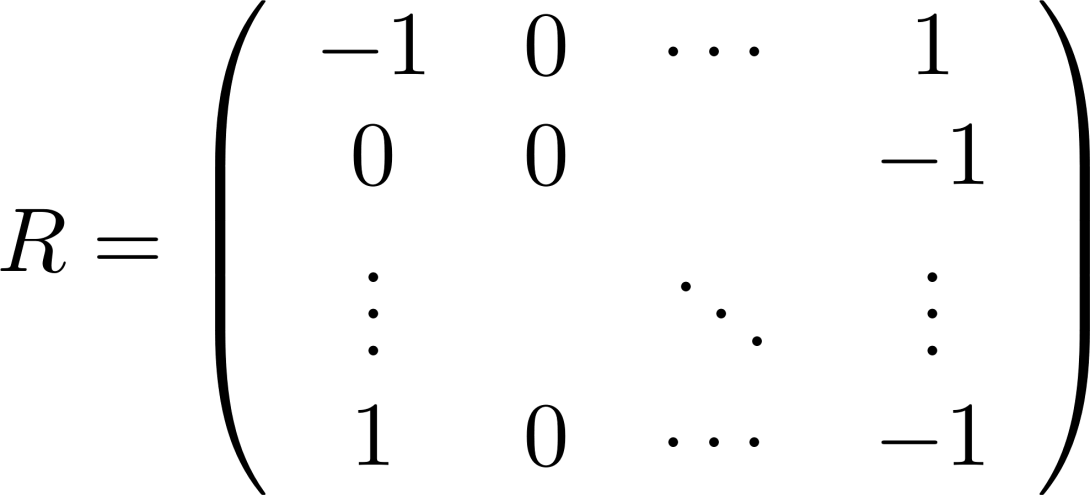 −1 0 ⋯ 1
0 0 −1
R =
⋮ ⋱ ⋮
1 0 ⋯ −1